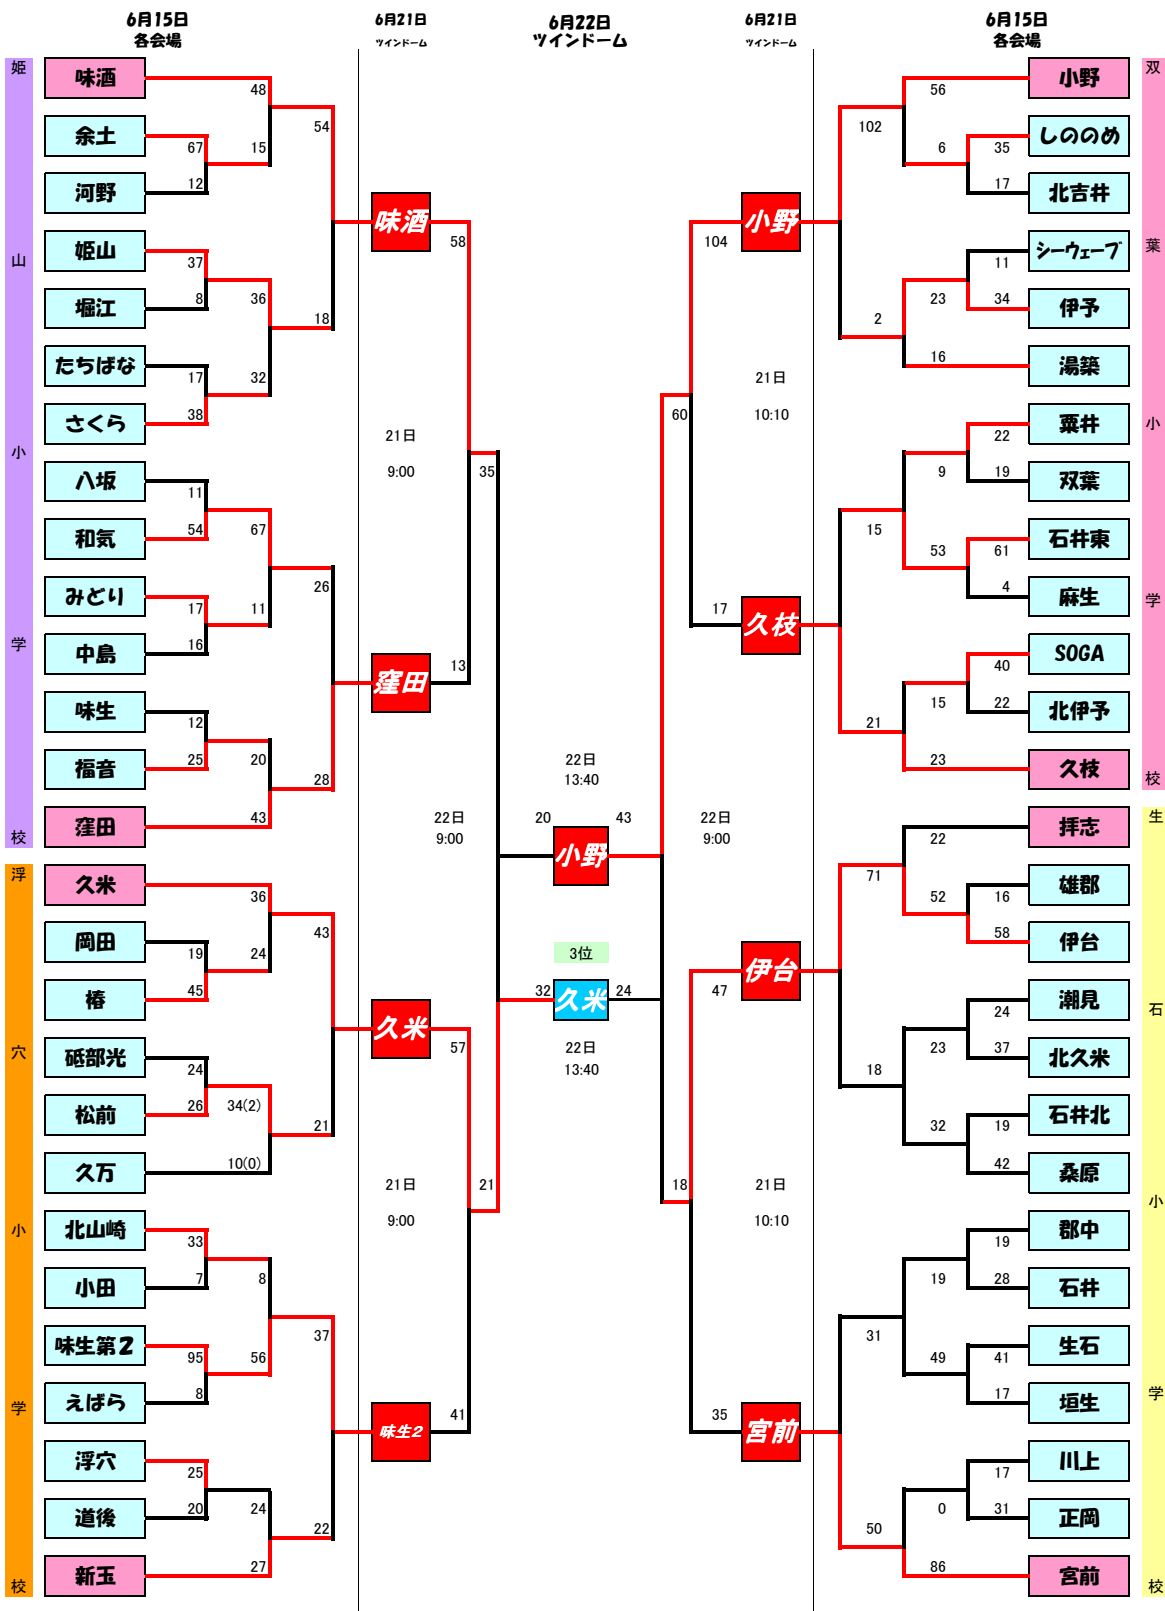 6月15日
各会場
6月21日
ツインドーム
6月22日
ツインドーム
6月21日
ツインドーム
6月15日
各会場
姫山小学校
味酒
余土
河野
姫山
堀江
たちばな
さくら
八坂
和気
みどり
中島
味生
福音
窪田
48
67
15
12
37
8
36
17
32
38
11
54
67
17
11
16
12
25
20
43
54
18
26
28
浮穴小学校
久米
岡田
椿
砥部光
松前
久万
北山崎
小田
味生第2
えばら
浮穴
道後
新玉
36
19
24
45
24
26
34(2)
10(0)
33
7
8
95
56
8
25
20
24
27
43
21
37
22
味酒
58
21日
9:00
窪田
13
35
久米
57
21日
9:00
味生2
41
21
22日
9:00
22日
13:40
20
小野
43
3位
32
久米
24
22日
13:40
22日
9:00
小野
104
21日
10:10
久枝
17
60
伊台
47
21日
10:10
宮前
35
18
双葉小学校
小野
しののめ
北吉井
シーウェーブ
伊予
湯築
粟井
双葉
石井東
麻生
SOGA
北伊予
久枝
56
6
35
17
11
23
34
16
22
9
19
53
61
4
40
15
22
23
102
2
15
21
生石小学校
拝志
雄郡
伊台
潮見
北久米
石井北
桑原
郡中
石井
生石
垣生
川上
正岡
宮前
22
52
16
58
24
23
37
19
32
42
19
19
28
49
41
17
17
0
31
86
71
18
31
50